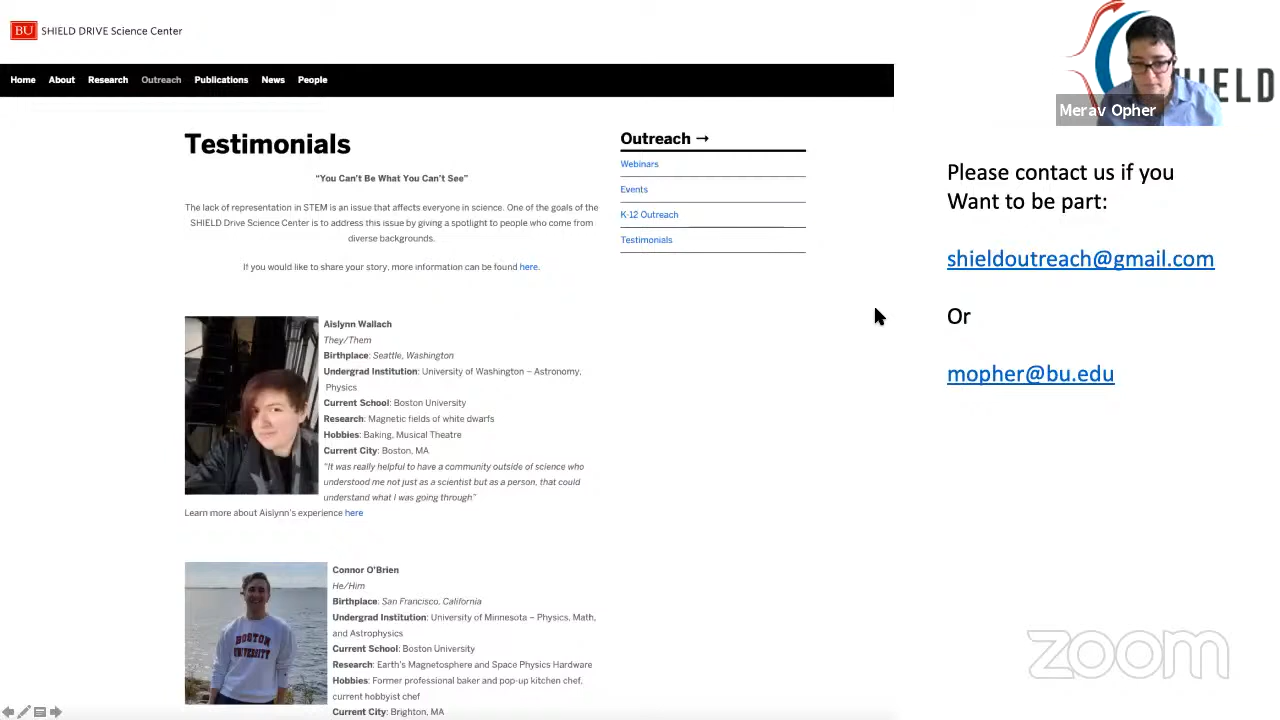 BU SHIELD DRIVE Science Center
Home About Research Outreach Publications News People
Testimonials
“You Can’t Be What You Can’t See”
The lack of representation in STEM is an issue that affects everyone in science. One of the goals of the
SHIELD Drive Science Center is to address this issue by giving a spotlight to people who come from
diverse backgrounds.
If you would like to share your story, more information can be found here.
Aislynn Wallach
They/Them
Birthplace: Seattle, Washington
Undergrad Institution: University of Washington – Astronomy,
Physics
Current School: Boston University
Research: Magnetic fields of white dwarfs
Hobbies: Baking, Musical Theatre
Current City: Boston, MA
“It was really helpful to have a community outside of science who
understood me not just as a scientist but as a person, that could
understand what I was going through”
Learn more about Aislynn’s experience here
BOSTON
UNIVERSITY
Connor O’Brien
He/Him
Birthplace: San Francisco, California
Undergrad Institution: University of Minnesota – Physics, Math,
and Astrophysics
Current School: Boston University
Research: Earth’s Magnetosphere and Space Physics Hardware
Hobbies: Former professional baker and pop-up kitchen chef,
current hobbyist chef
Current City: Brighton, MA
Outreach →
Webinars
Events
K-12 Outreach
Testimonials
HIELD
Merav Opher
Please contact us if you
Want to be part:
shieldoutreach@gmail.com
Or
mopher@bu.edu
zoom